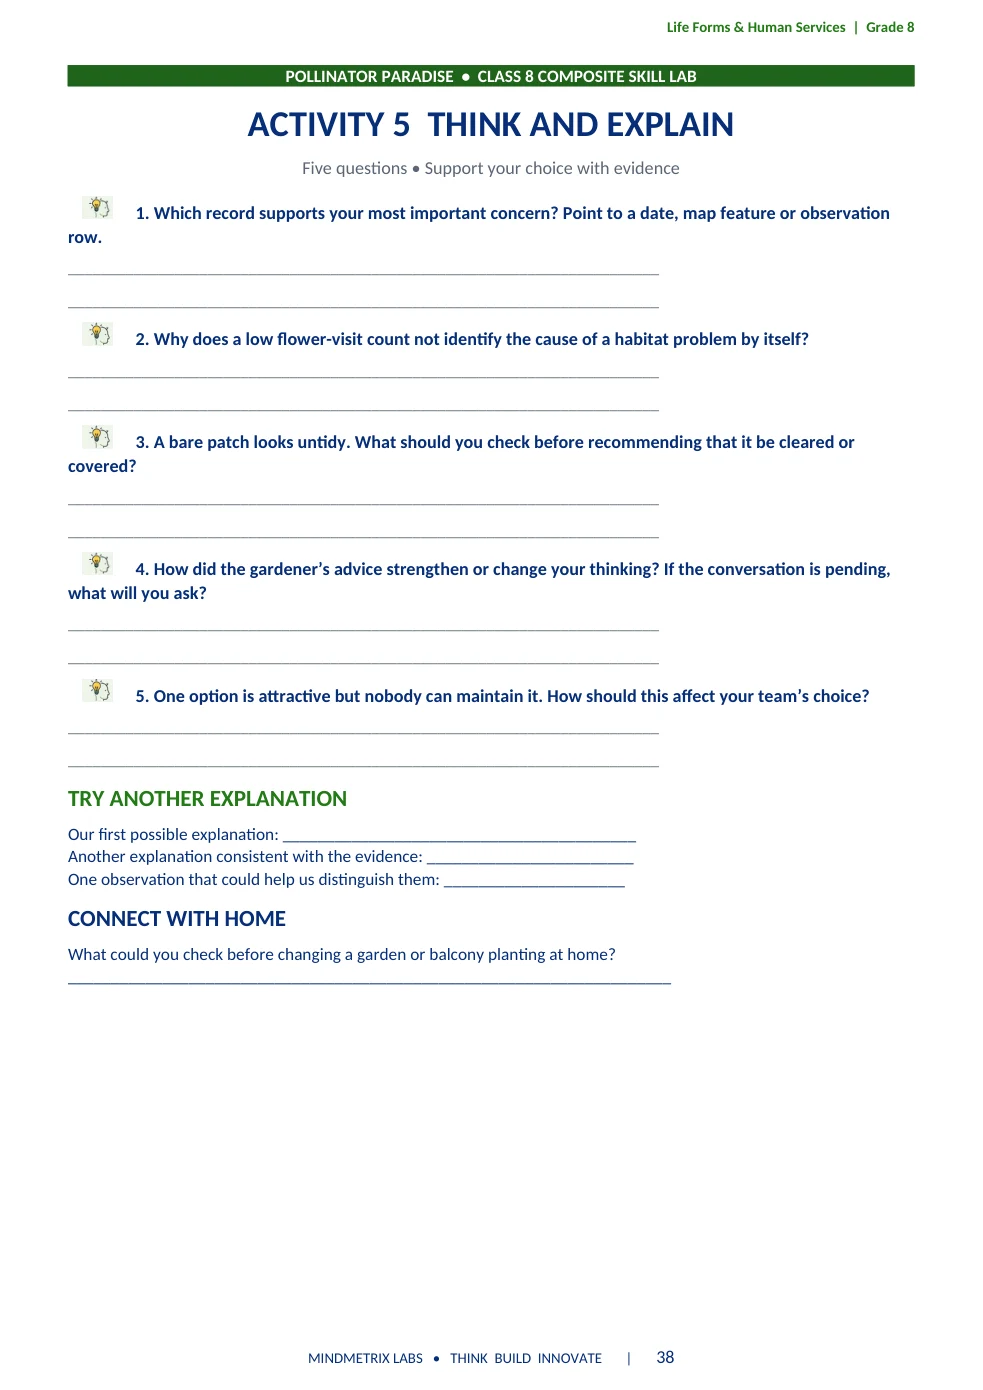 Life Forms & Human Services | Grade 8
POLLINATOR PARADISE ● CLASS 8 COMPOSITE SKILL LAB
ACTIVITY 5 THINK AND EXPLAIN
Five questions • Support your choice with evidence
1. Which record supports your most important concern? Point to a date, map feature or observation
row.
2. Why does a low flower-visit count not identify the cause of a habitat problem by itself?
3. A bare patch looks untidy. What should you check before recommending that it be cleared or
covered?
4. How did the gardener’s advice strengthen or change your thinking? If the conversation is pending,
what will you ask?
5. One option is attractive but nobody can maintain it. How should this affect your team’s choice?
TRY ANOTHER EXPLANATION
Our first possible explanation: ________________________________________
Another explanation consistent with the evidence: ________________________
One observation that could help us distinguish them: _____________________
CONNECT WITH HOME
What could you check before changing a garden or balcony planting at home?
MINDMETRIX LABS ● THINK BUILD INNOVATE | 38